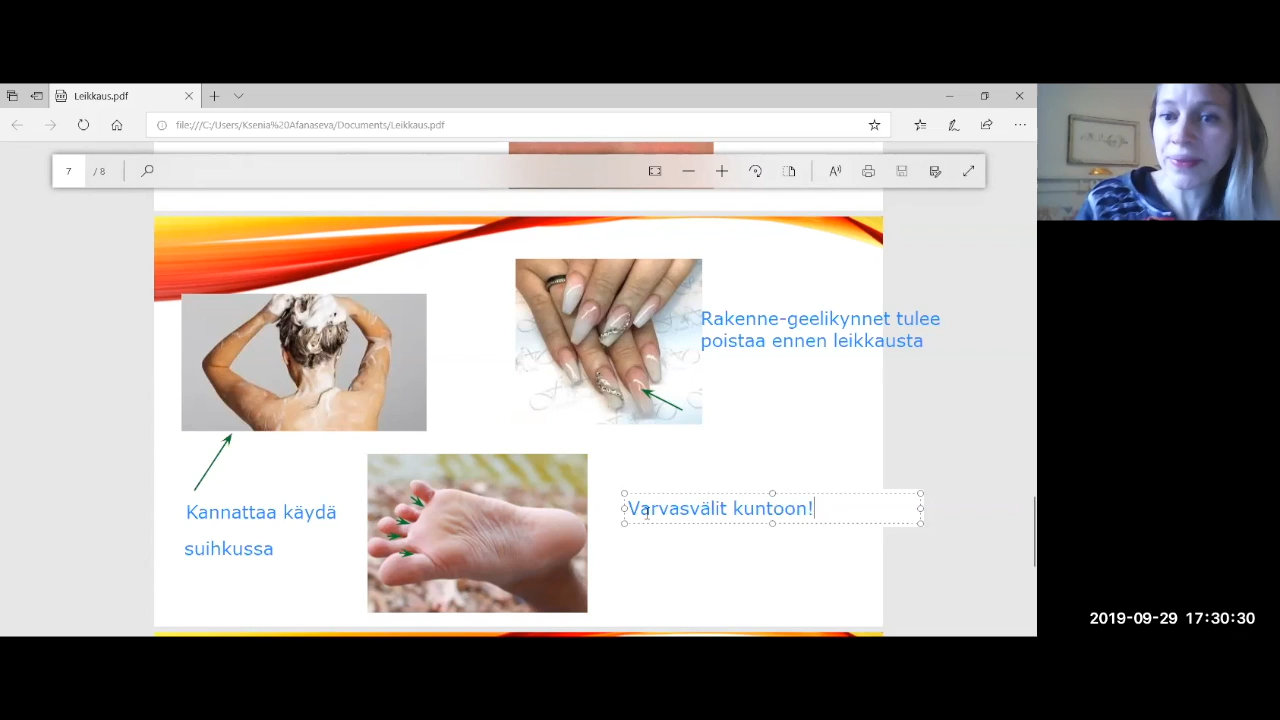 Leikkaus.pdf
file:///C:/Users/Ksenia%20Afanaseva/Documents/Leikkaus.pdf
7 / 8
Rakenne-geelikynnet tulee
poistaa ennen leikkausta
Kannattaa käydä
suihkussa
Varvasvälit kuntoon!
2019-09-29 17:30:30